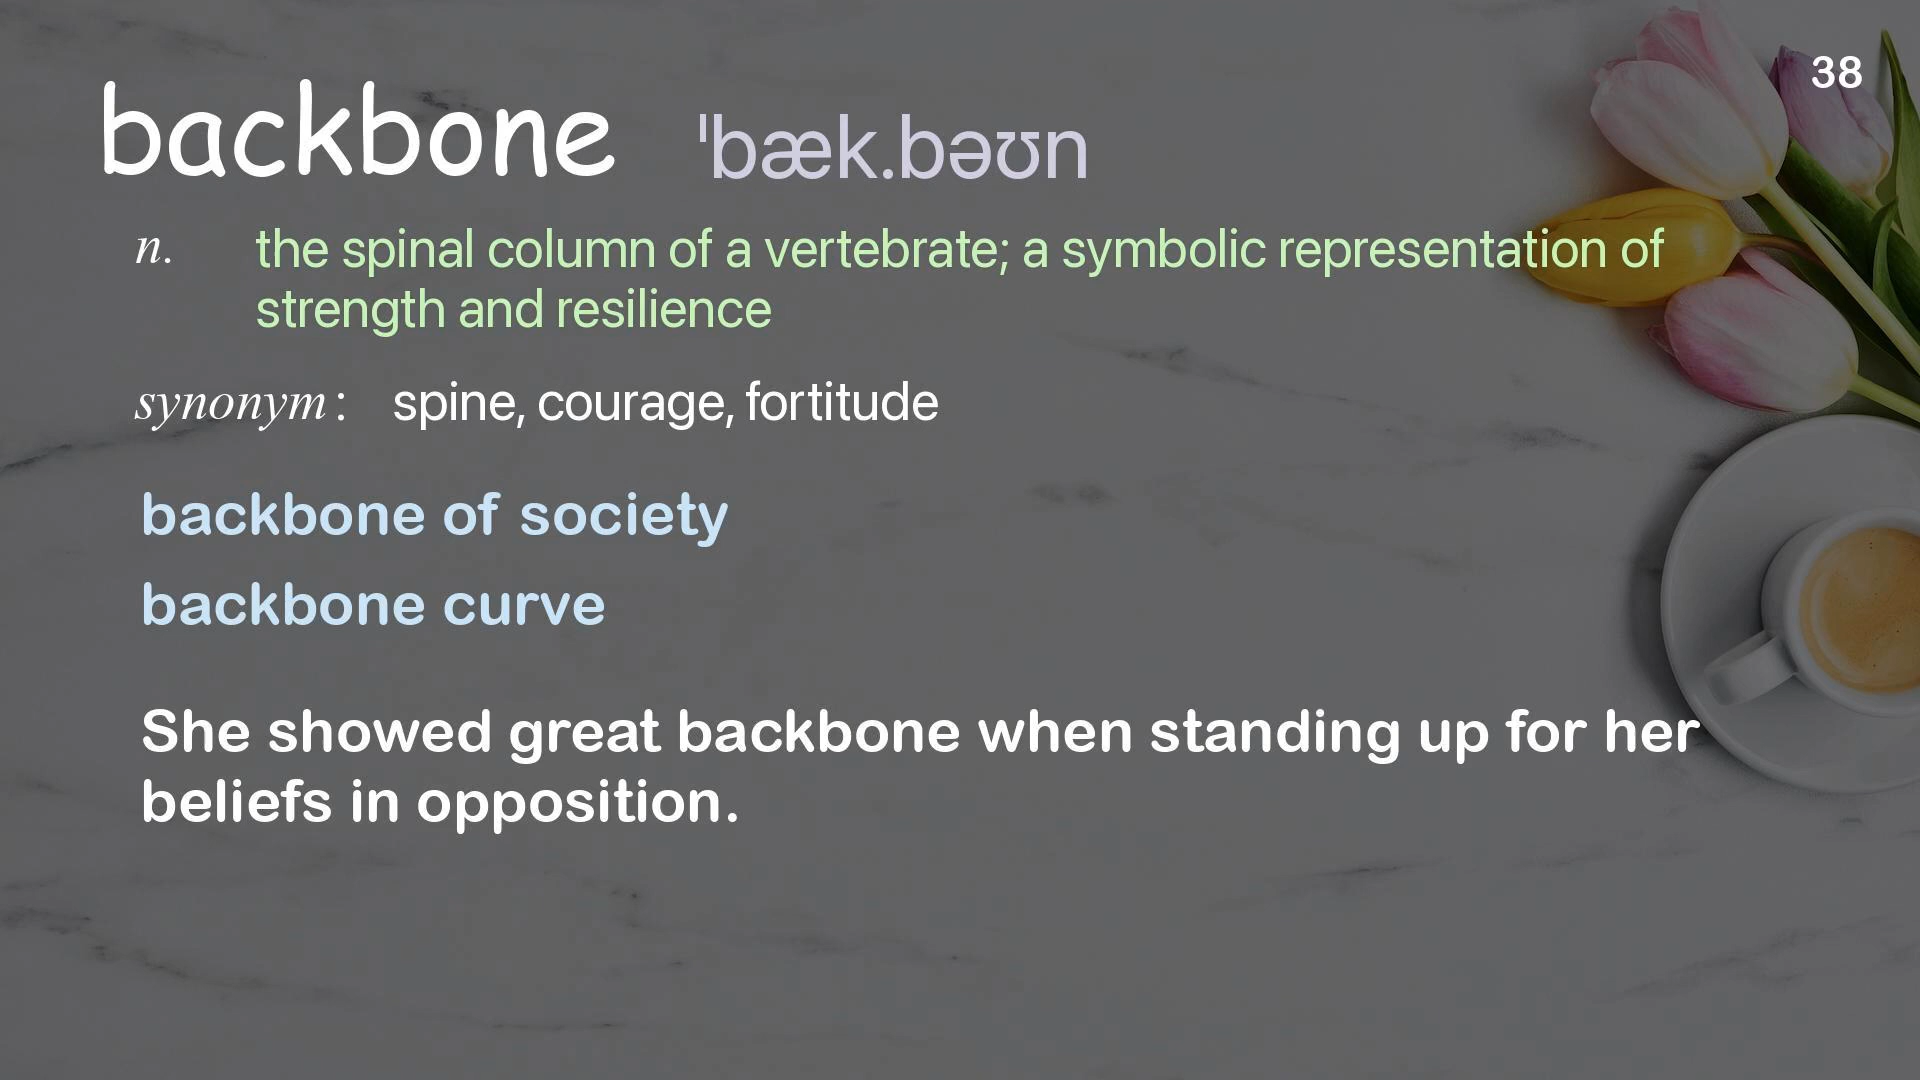 38
backbone ˈbæk.bəʊn
n. the spinal column of a vertebrate; a symbolic representation of
strength and resilience
synonym: spine, courage, fortitude
backbone of society
backbone curve
She showed great backbone when standing up for her
beliefs in opposition.